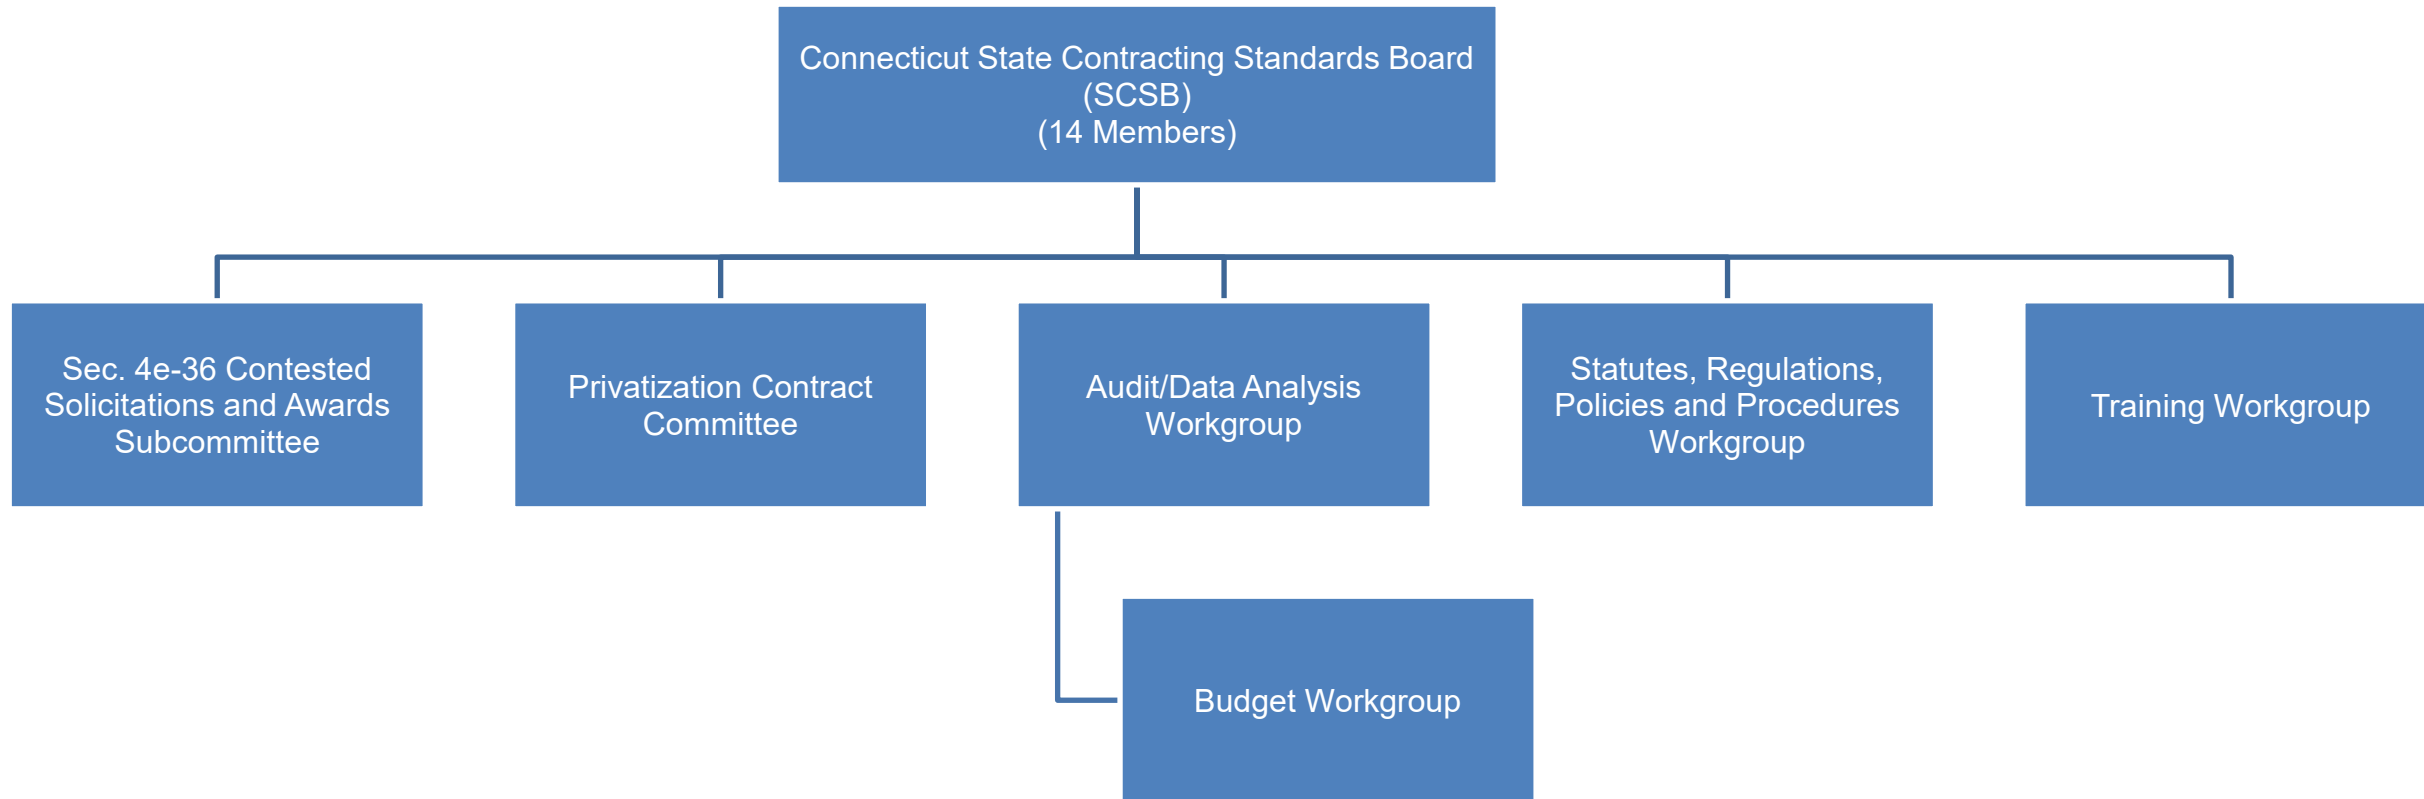 Connecticut State Contracting Standards Board
(SCSB)
(14 Members)
Sec. 4e-36 Contested
Solicitations and Awards
Subcommittee
Privatization Contract
Committee
Audit/Data Analysis
Workgroup
Statutes, Regulations,
Policies and Procedures
Workgroup
Training Workgroup
Budget Workgroup